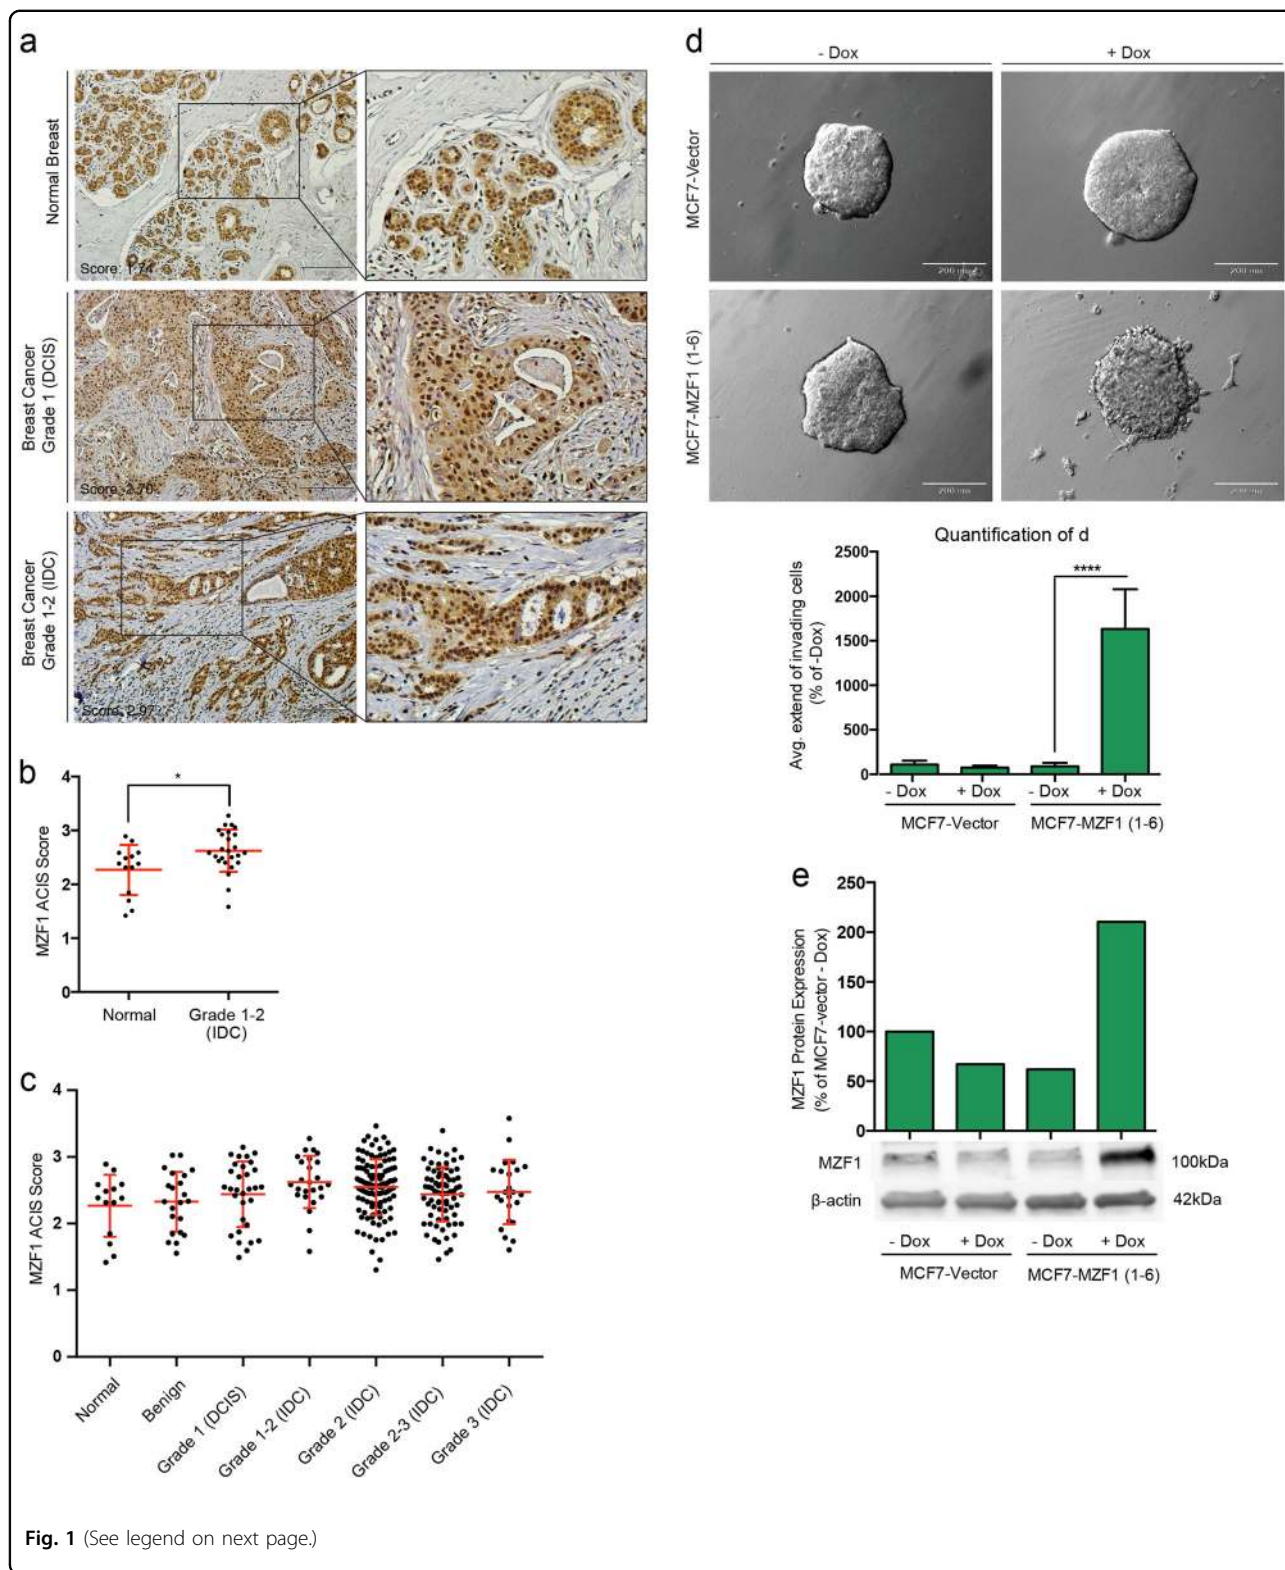 a
Normal Breast
Score: 1.74
Breast Cancer
Grade 1 (DCIS)
Score: 2.70
Breast Cancer
Grade 1-2 (IDC)
Score: 2.97
b
MZF1 ACIS Score
4
3
2
1
0
*
Normal
Grade 1-2
(IDC)
c
MZF1 ACIS Score
4
3
2
1
0
Normal
Benign
Grade 1 (DCIS)
Grade 1-2 (IDC)
Grade 2 (IDC)
Grade 2-3 (IDC)
Grade 3 (IDC)
d
- Dox
+ Dox
MCF7-Vector
MCF7-MZF1 (1-6)
Quantification of d
Avg. extend of invading cells
(% of -Dox)
2500
2000
1500
1000
500
0
****
- Dox
+ Dox
- Dox
+ Dox
MCF7-Vector
MCF7-MZF1 (1-6)
e
MZF1 Protein Expression
(% of MCF7-vector - Dox)
250
200
150
100
50
0
MZF1
100kDa
β-actin
42kDa
- Dox
+ Dox
- Dox
+ Dox
MCF7-Vector
MCF7-MZF1 (1-6)
Fig. 1 (See legend on next page.)